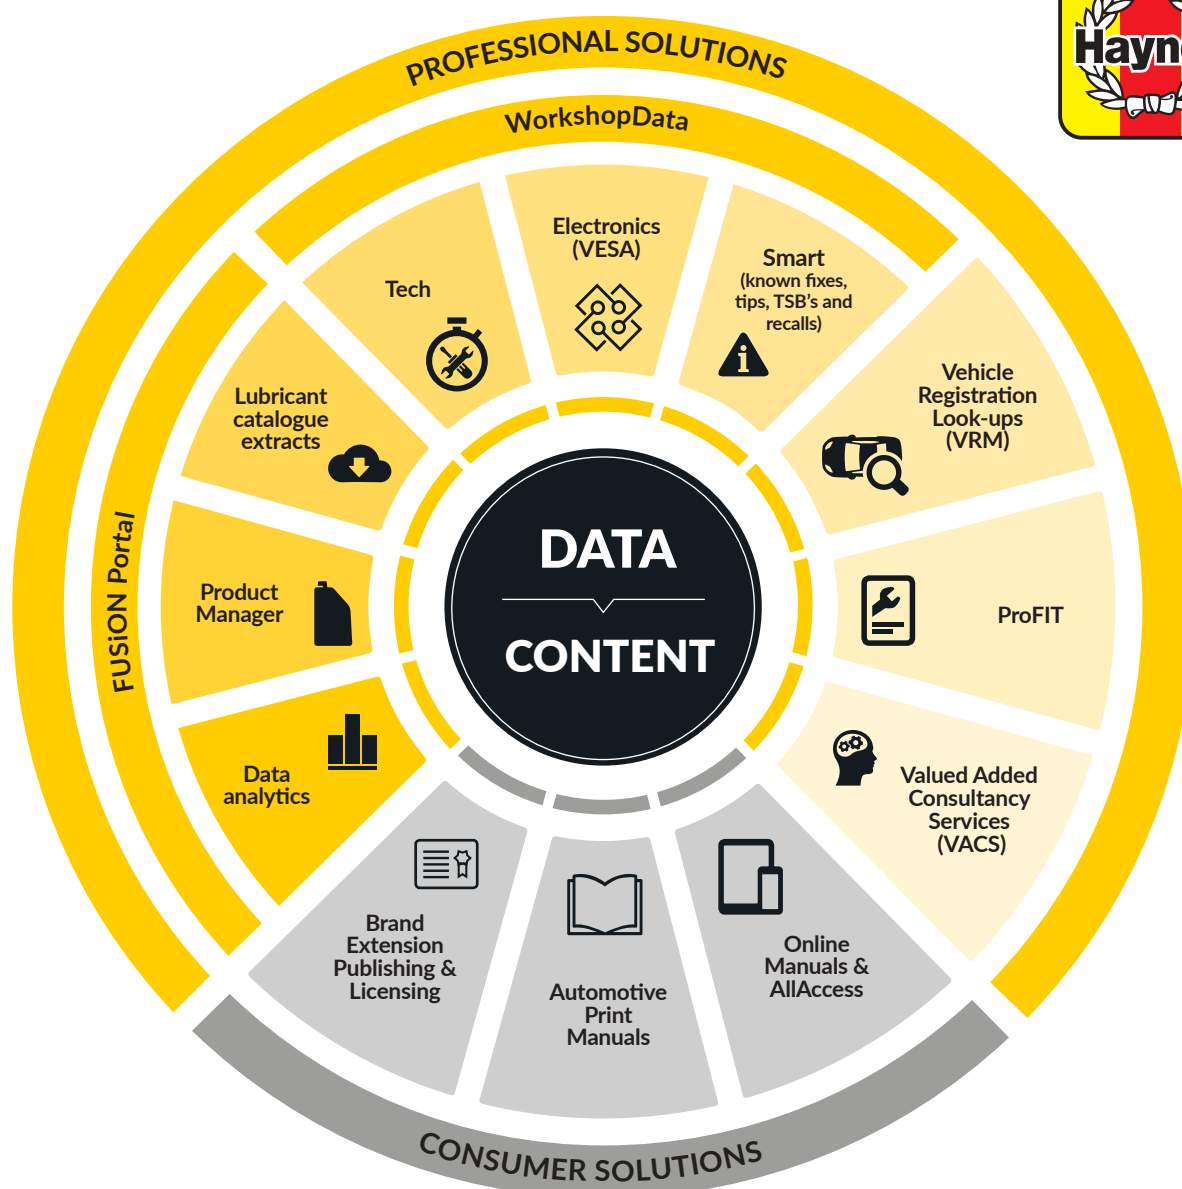 PROFESSIONAL SOLUTIONS
WorkshopData
Electronics
(VESA)
Smart
(known fixes,
tips, TSB's and
recalls)
Tech
Vehicle
Registration
Look-ups
(VRM)
Lubricant
catalogue
extracts
FUSiON Portal
Product
Manager
DATA
CONTENT
ProFIT
Data
analytics
Valued Added
Consultancy
Services
(VACS)
Brand
Extension
Publishing &
Licensing
Automotive
Print
Manuals
Online
Manuals &
AllAccess
CONSUMER SOLUTIONS